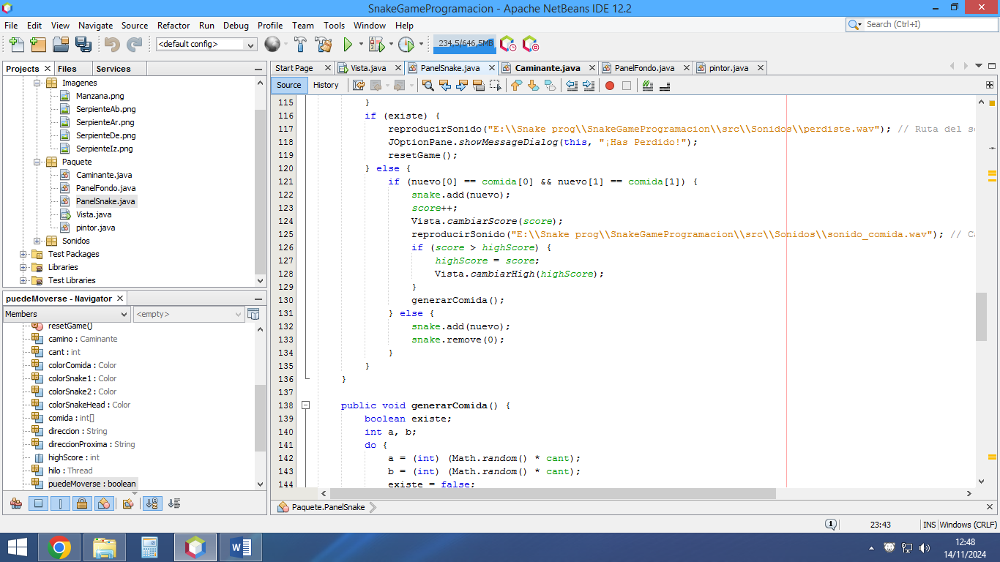 SnakeGameProgramacion - Apache NetBeans IDE 12.2
File Edit View Navigate Source Refactor Run Debug Profile Team Tools Window Help
Search (Ctrl+I)
<default config>
234,5/646,5MB
Projects Files Services
Imagenes
Manzana.png
SerpienteAb.png
SerpienteAr.png
SerpienteDe.png
SerpienteIz.png
Paquete
Caminante.java
PanelFondo.java
PanelSnake.java
Vista.java
pintor.java
Sonidos
Test Packages
Libraries
Test Libraries
puedeMoverse - Navigator
Members
<empty>
resetGame()
camino : Caminante
cant : int
colorComida : Color
colorSnake1 : Color
colorSnake2 : Color
colorSnakeHead : Color
comida : int[]
direccion : String
direccionProxima : String
highScore : int
hilo : Thread
puedeMoverse : boolean
Start Page Vista.java PanelSnake.java Caminante.java PanelFondo.java pintor.java
Source History
115 }
116 if (existe) {
117 reproducirSonido("E:\\Snake prog\\SnakeGameProgramacion\\src\\Sonidos\\perdiste.wav"); // Ruta del
118 JOptionPane.showMessageDialog(this, "¡Has Perdido!");
119 resetGame();
120 } else {
121 if (nuevo[0] == comida[0] && nuevo[1] == comida[1]) {
122 snake.add(nuevo);
123 score++;
124 Vista.cambiarScore(score);
125 reproducirSonido("E:\\Snake prog\\SnakeGameProgramacion\\src\\Sonidos\\sonido_comida.wav"); //
126 if (score > highScore) {
127 highScore = score;
128 Vista.cambiarHigh(highScore);
129 }
130 generarComida();
131 } else {
132 snake.add(nuevo);
133 snake.remove(0);
134 }
135 }
136 }
137
138 public void generarComida() {
139 boolean existe;
140 int a, b;
141 do {
142 a = (int) (Math.random() * cant);
143 b = (int) (Math.random() * cant);
144 existe = false;
Paquete.PanelSnake
1
23:43
INS
Windows (CRLF)
12:48
14/11/2024